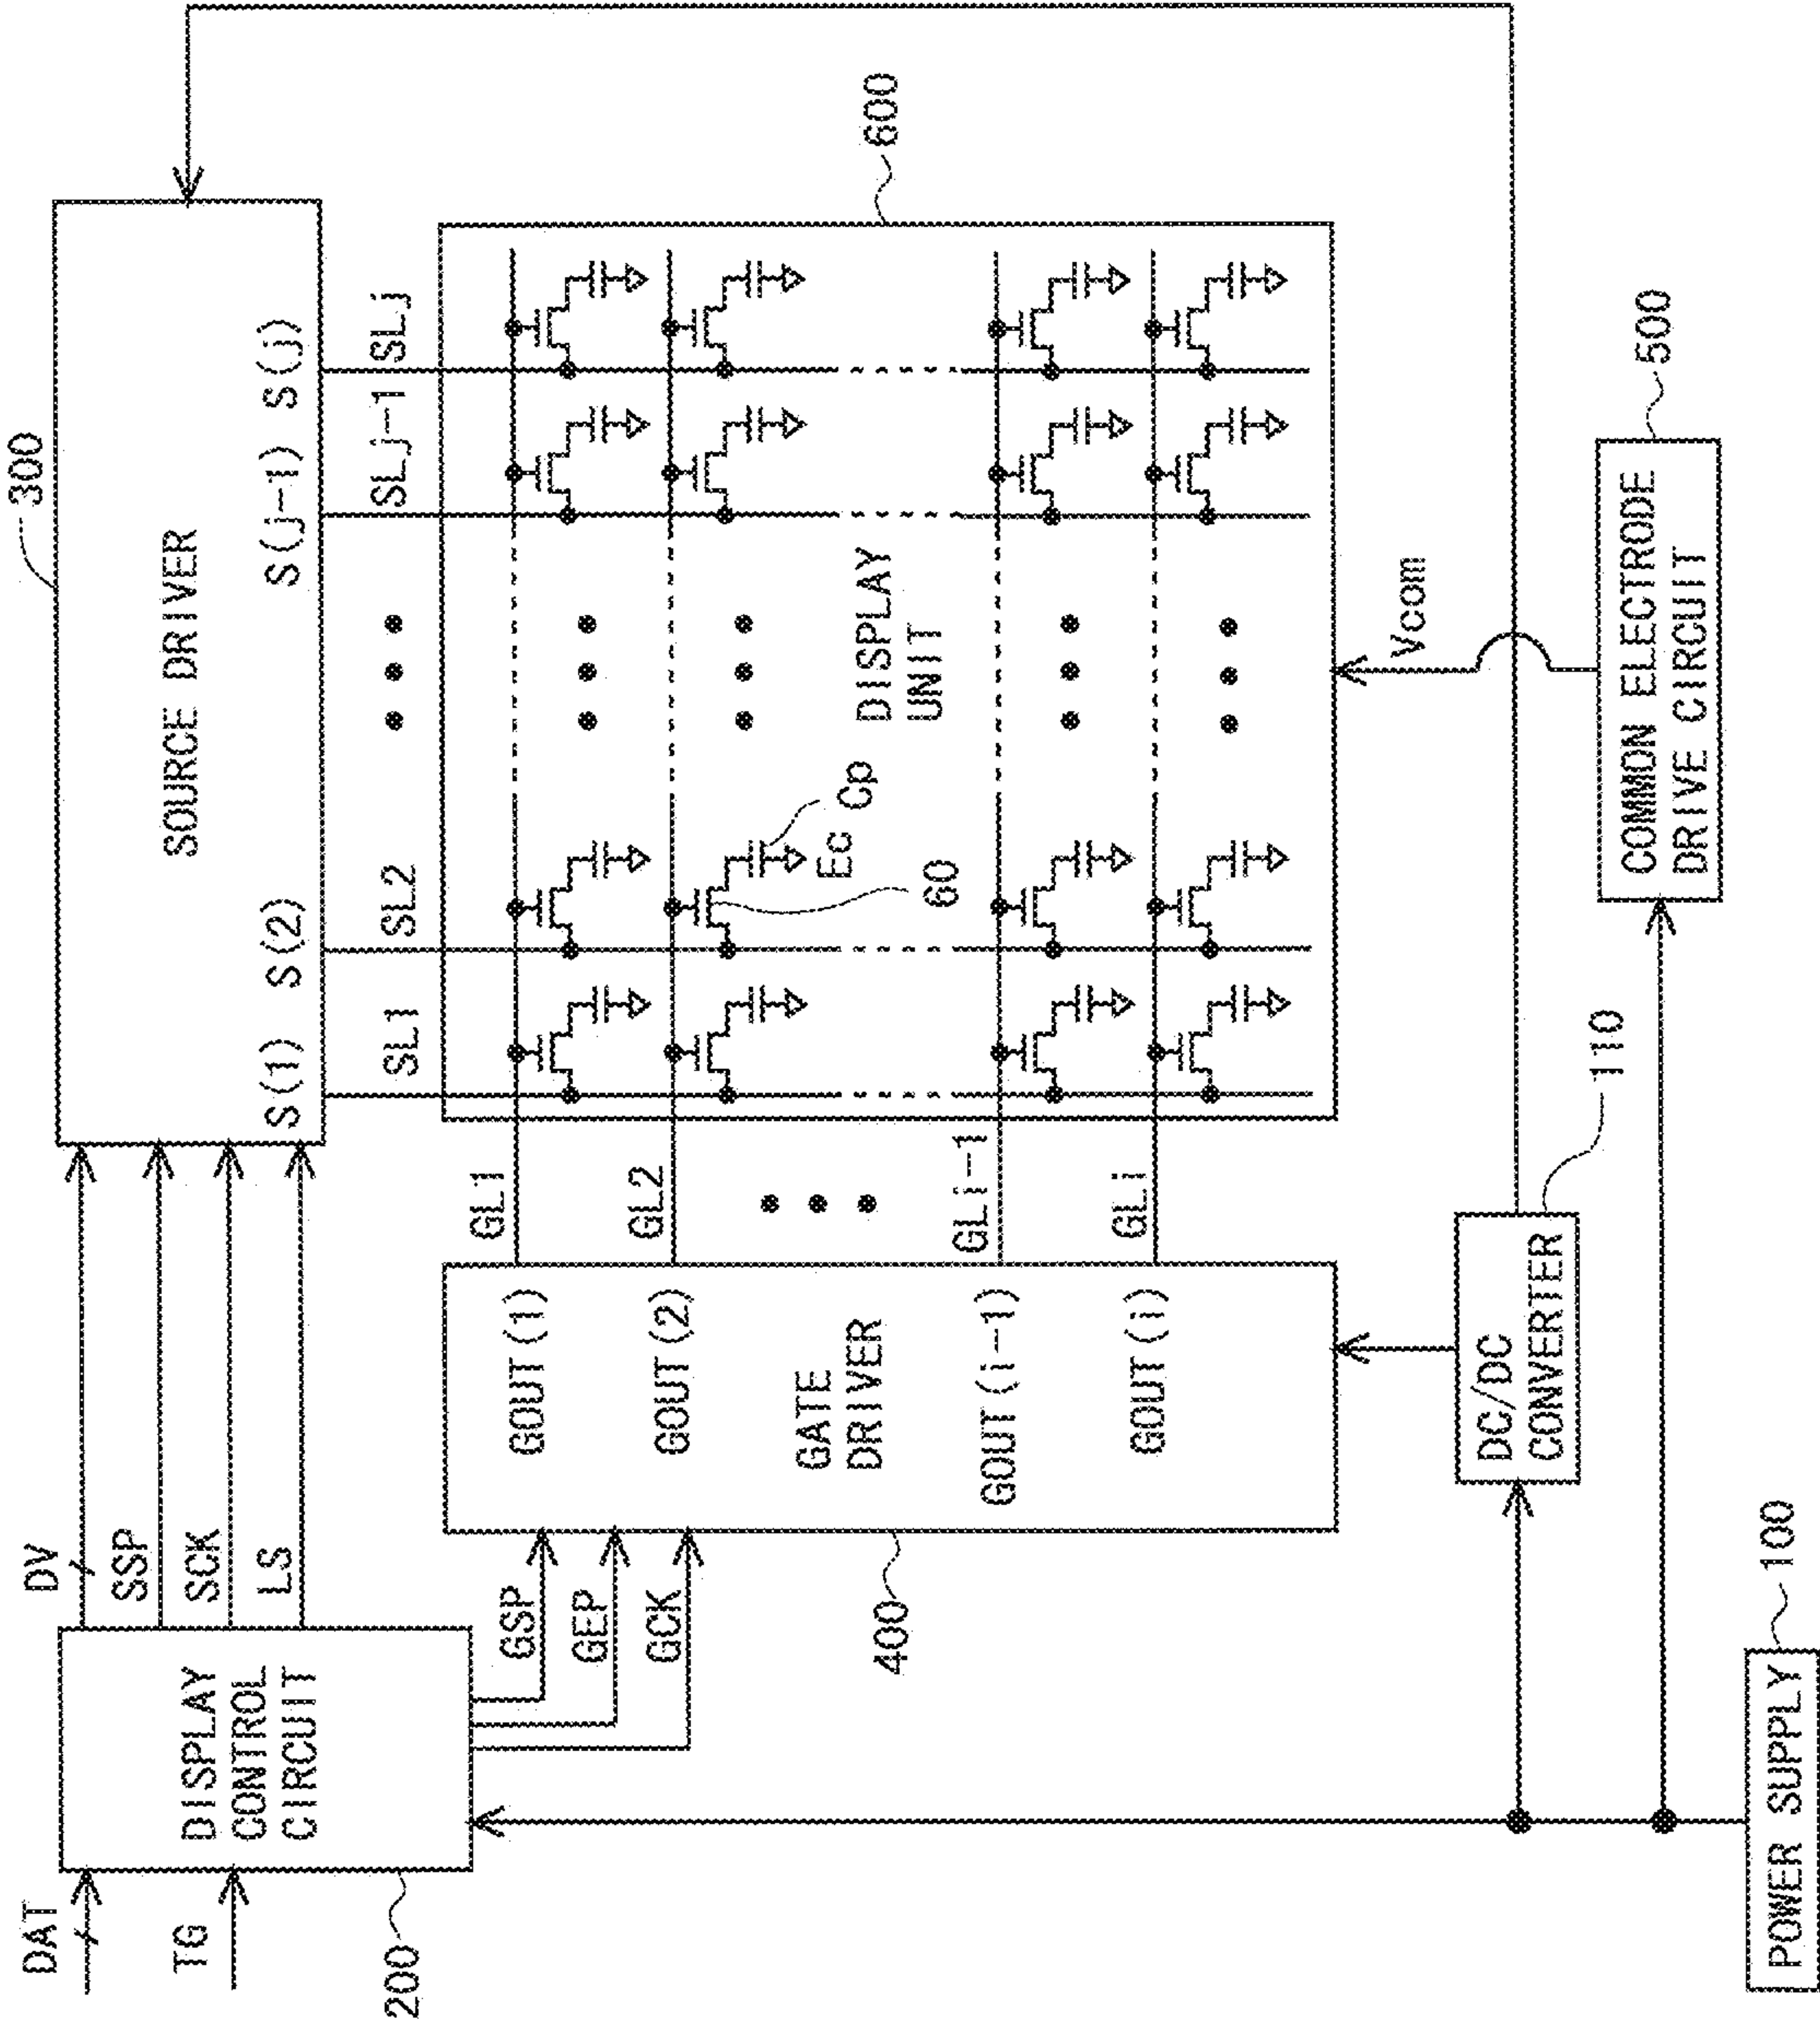 300
DAT
DV
SSP
SCK
LS
TG
DISPLAY
CONTROL
CIRCUIT
200
SOURCE DRIVER
S(1)
S(2)
S(j-1)
S(j)
SL1
SL2
SLj-1
SLj
600
GSP
GEP
GCK
400
GOUT(1)
GOUT(2)
GATE
DRIVER
GOUT(i-1)
GOUT(i)
GL1
GL2
GLi-1
GLi
Ec
Cp
60
DISPLAY
UNIT
Vcom
DC/DC
CONVERTER
110
COMMON ELECTRODE
DRIVE CIRCUIT
500
POWER SUPPLY
100